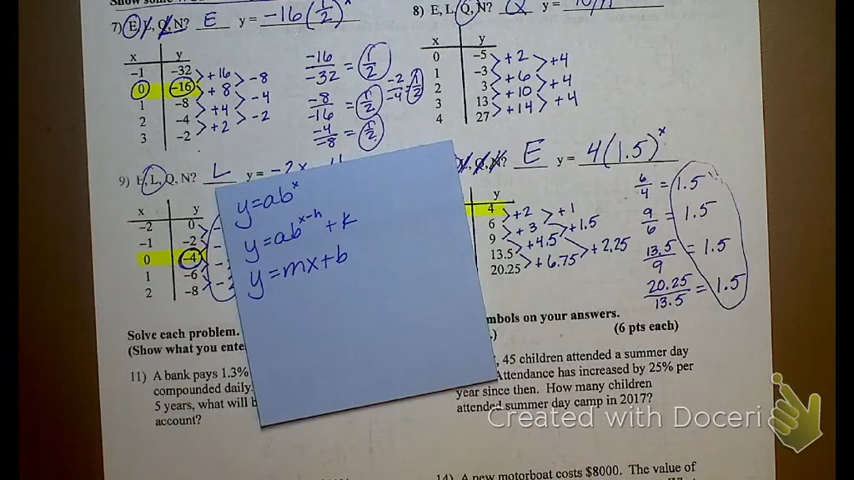 7) E, L, Q, N? E y = -16(1/2)^x
x y
-1 -32
0 -16
1 -8
2 -4
3 -2
+16
+8
+4
+2
-8
-4
-2
-16/-32 = 1/2
-8/-16 = 1/2
-4/-8 = 1/2
-2/-4 = 1/2
8) E, L, Q, N? Q y =
x y
0 -5
1 -3
2 3
3 13
4 27
+2
+6
+10
+14
+4
+4
+4
9) E, L, Q, N? L y = -2x
x y
-2 0
-1 -2
0 -4
1 -6
2 -8
y=ab^x
y=ab^x-h +k
y=mx+b
Q, N? E y = 4(1.5)^x
y
4
6
9
13.5
20.25
+2
+3
+4.5
+6.75
+1
+1.5
+2.25
6/4 = 1.5
9/6 = 1.5
13.5/9 = 1.5
20.25/13.5 = 1.5
Solve each problem.
(Show what you
symbols on your answers.
(6 pts each)
11) A bank pays 1.3%
compounded daily
5 years, what will
account?
, 45 children attended a summer day
Attendance has increased by 25% per
year since then. How many children
attended summer day camp in 2017?
14) A new motorboat costs $8000. The value of
Created with Doceri